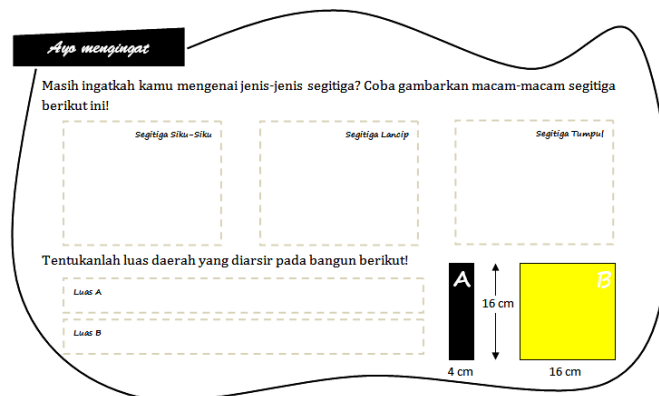 Ayo mengingat
Masih ingatkah kamu mengenai jenis-jenis segitiga? Coba gambarkan macam-macam segitiga
berikut ini!
Segitiga Siku-Siku
Segitiga Lancip
Segitiga Tumpul
Tentukanlah luas daerah yang diarsir pada bangun berikut!
Luas A
Luas B
A
16 cm
B
4 cm
16 cm